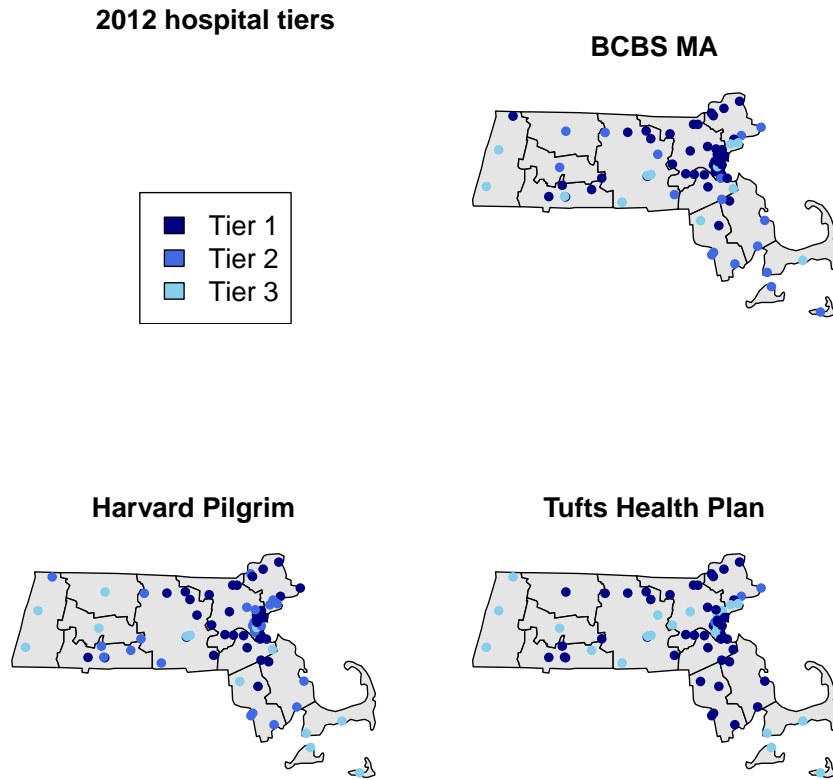 2012 hospital tiers
BCBS MA
Tier 1
Tier 2
Tier 3
Harvard Pilgrim
Tufts Health Plan